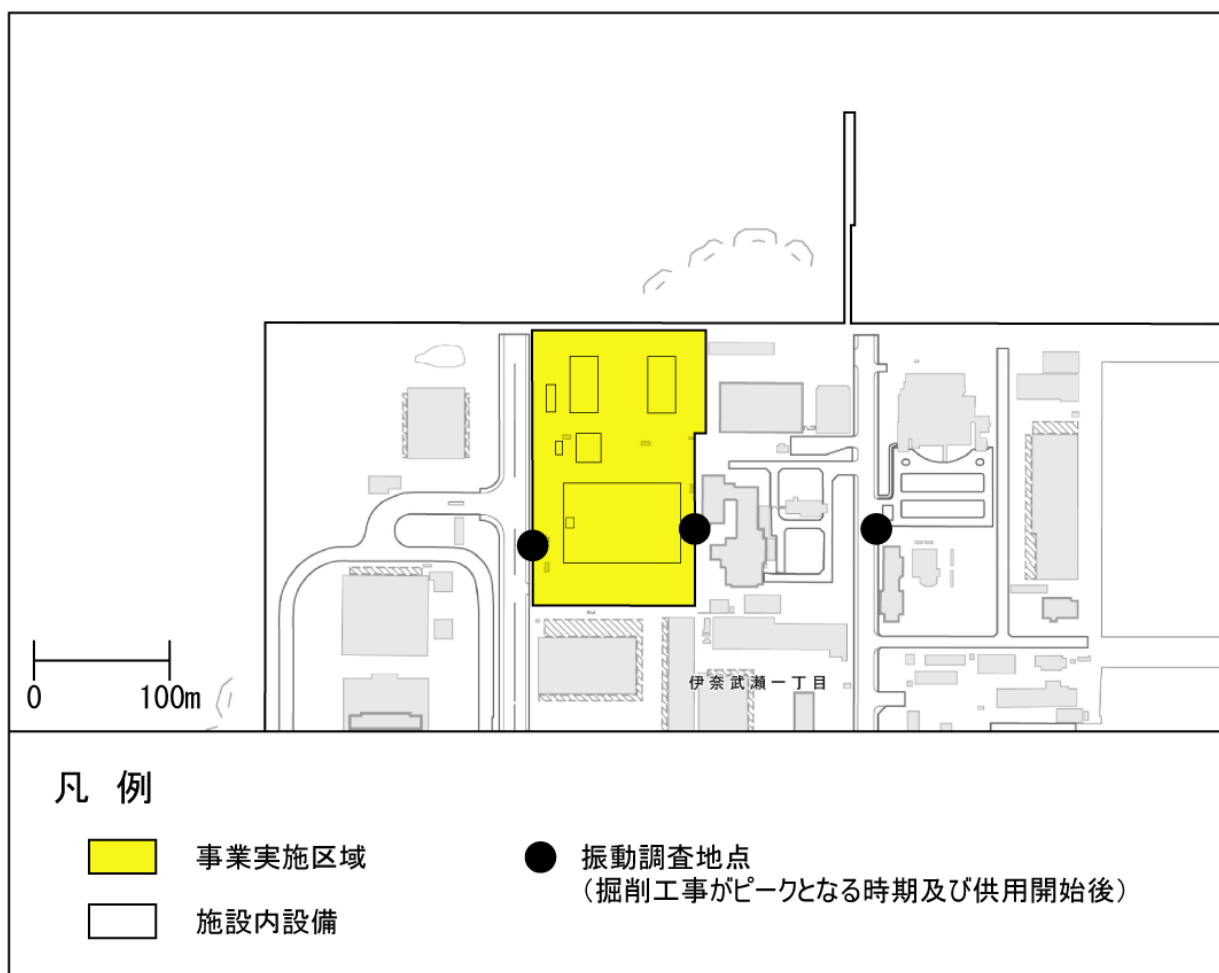 伊奈武瀬一丁目
0 100m
凡 例
事業実施区域
施設内設備
振動調査地点
(掘削工事がピークとなる時期及び供用開始後)